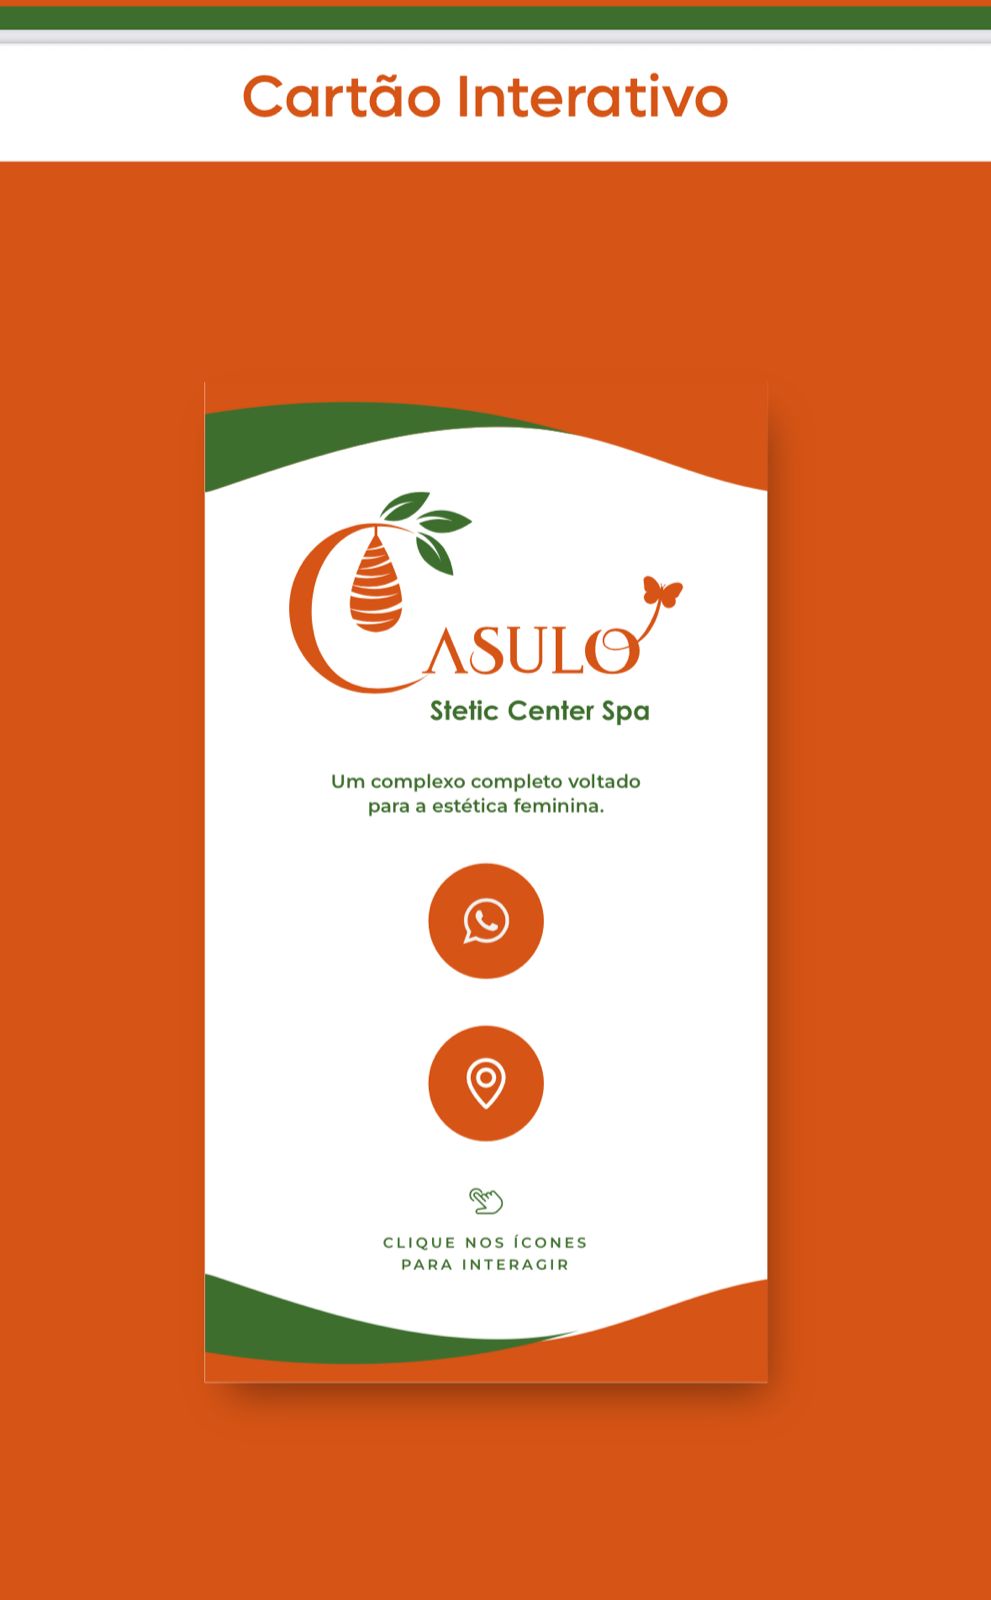 Cartão Interativo
CASULO
Stetic Center Spa
Um complexo completo voltado
para a estética feminina.
CLIQUE NOS ÍCONES
PARA INTERAGIR